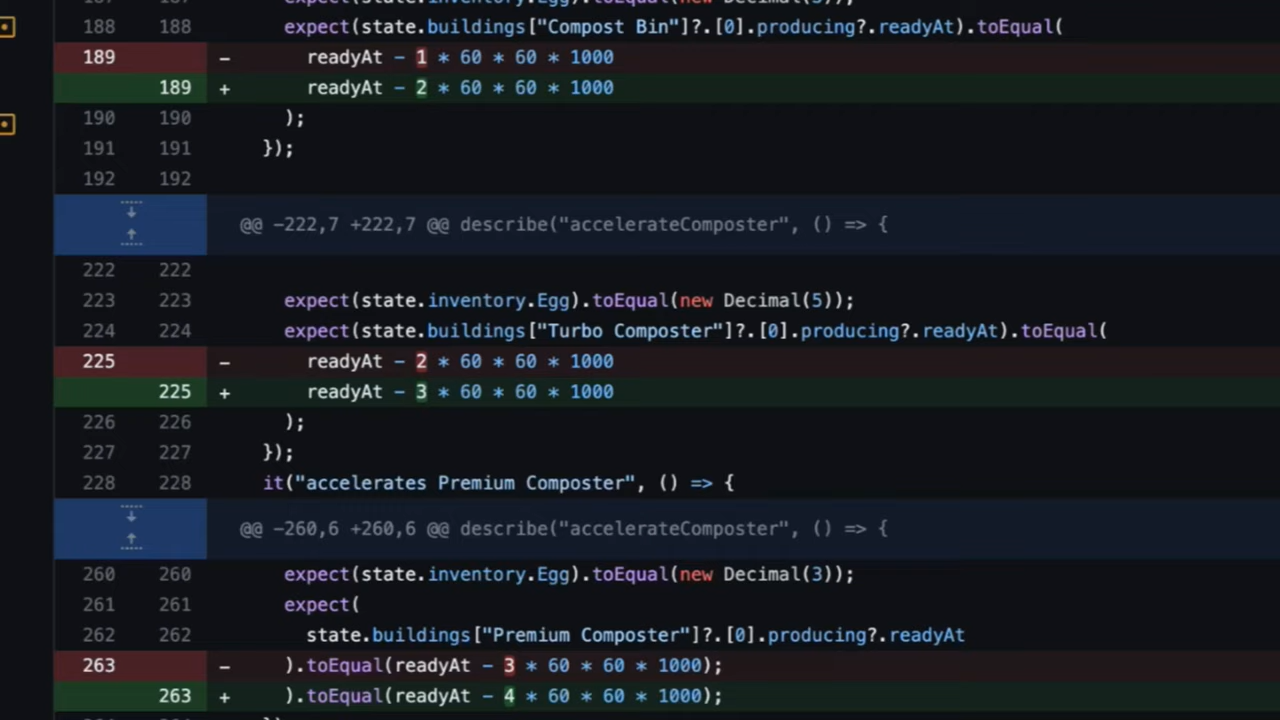 188 188 expect(state.buildings["Compost Bin"]?.[0].producing?.readyAt).toEqual(
189 - readyAt - 1 * 60 * 60 * 1000
189 + readyAt - 2 * 60 * 60 * 1000
190 190 );
191 191 });
192 192
@@ -222,7 +222,7 @@ describe("accelerateComposter", () => {
222 222
223 223 expect(state.inventory.Egg).toEqual(new Decimal(5));
224 224 expect(state.buildings["Turbo Composter"]?.[0].producing?.readyAt).toEqual(
225 - readyAt - 2 * 60 * 60 * 1000
225 + readyAt - 3 * 60 * 60 * 1000
226 226 );
227 227 });
228 228 it("accelerates Premium Composter", () => {
@@ -260,6 +260,6 @@ describe("accelerateComposter", () => {
260 260 expect(state.inventory.Egg).toEqual(new Decimal(3));
261 261 expect(
262 262 state.buildings["Premium Composter"]?.[0].producing?.readyAt
263 - ).toEqual(readyAt - 3 * 60 * 60 * 1000);
263 + ).toEqual(readyAt - 4 * 60 * 60 * 1000);